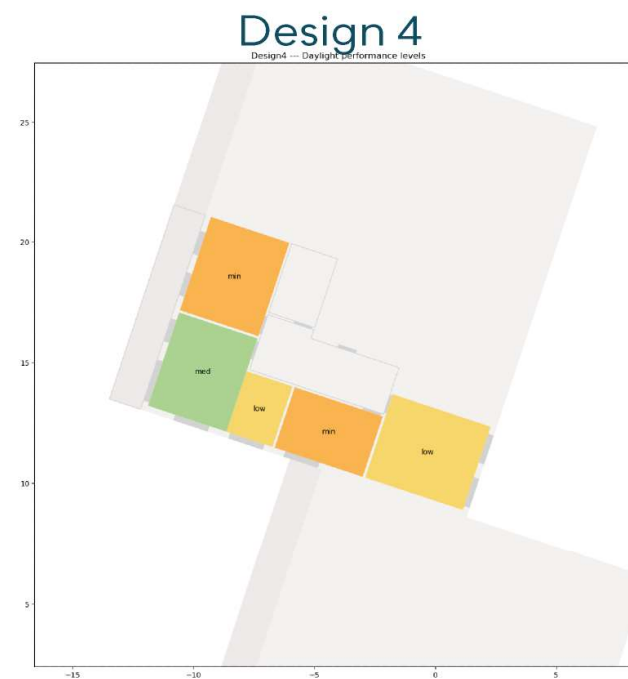 Design 4
Design4 — Daylight performance levels
25
20
15
10
5
min
med
low
min
low
−15
−10
−5
0
5